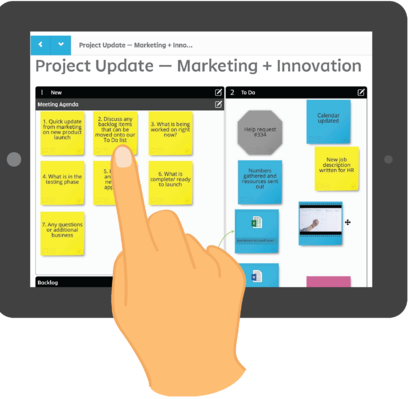 Project Update — Marketing + Inno...
Project Update — Marketing + Innovation
1 New
Meeting Agenda
1. Quick update
from marketing
on new product
launch
2. Discuss any
backlog items
that can be
moved onto our
To Do list
3. What is being
worked on right
now?
4. What is in the
testing phase
5.
6. What is
complete/ ready
to launch
7. Any questions
or additional
business
Backlog
2 To Do
Help request
#334
Calendar
updated
Numbers
gathered and
resources sent
out
New job
description
written for HR